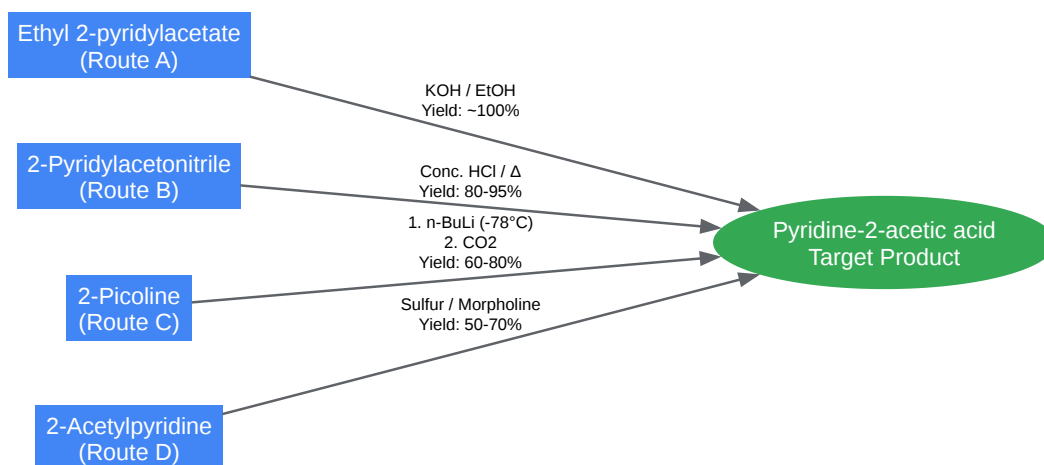 Ethyl 2-pyridylacetate
(Route A)
KOH / EtOH
Yield: ~100%
2-Pyridylacetonitrile
(Route B)
Conc. HCl / Δ
Yield: 80-95%
1. n-BuLi (-78°C)
2. CO2
Yield: 60-80%
Pyridine-2-acetic acid
Target Product
2-Picoline
(Route C)
Sulfur / Morpholine
Yield: 50-70%
2-Acetylpyridine
(Route D)